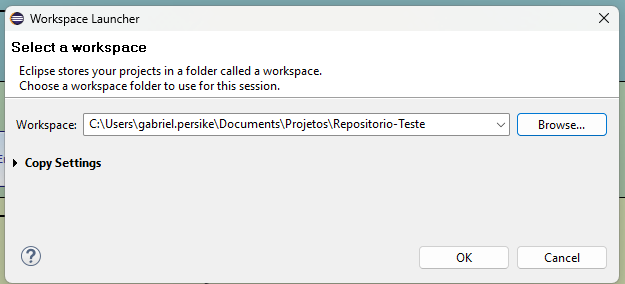 Workspace Launcher
Select a workspace
Eclipse stores your projects in a folder called a workspace.
Choose a workspace folder to use for this session.
Workspace: C:\Users\gabriel.persike\Documents\Projetos\Repositorio-Teste Browse...
Copy Settings
? OK Cancel